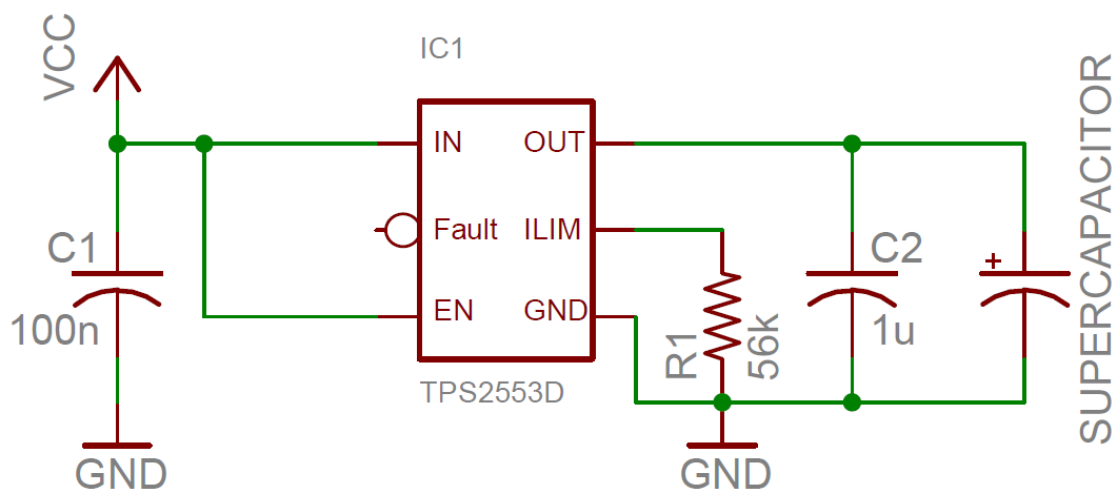 VCC
C1
100n
GND
IC1
IN
OUT
Fault
ILIM
EN
GND
TPS2553D
R1
56k
GND
C2
1u
+
SUPERCAPACITOR